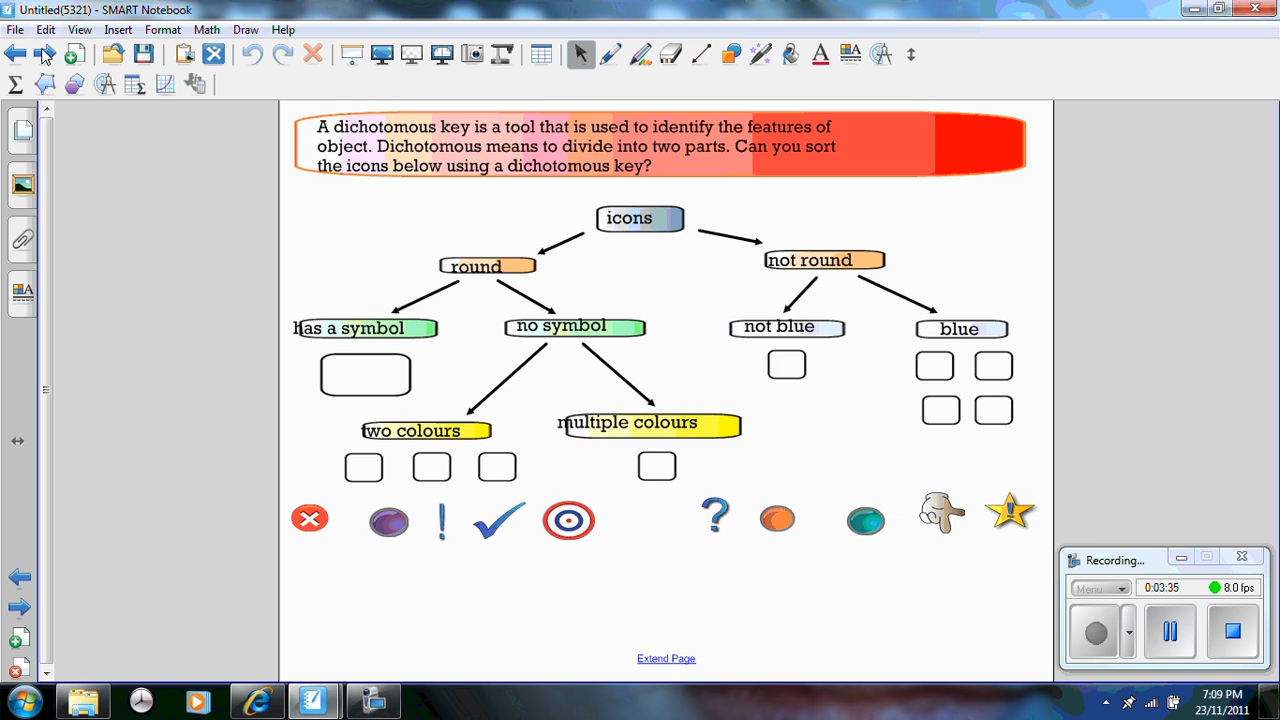 Untitled(5321) - SMART Notebook
File Edit View Insert Format Math Draw Help
A dichotomous key is a tool that is used to identify the features of
object. Dichotomous means to divide into two parts. Can you sort
the icons below using a dichotomous key?
icons
round
not round
has a symbol
no symbol
not blue
blue
two colours
multiple colours
Recording...
Menu
0:03:35
8.0 fps
Extend Page
7:09 PM
23/11/2011